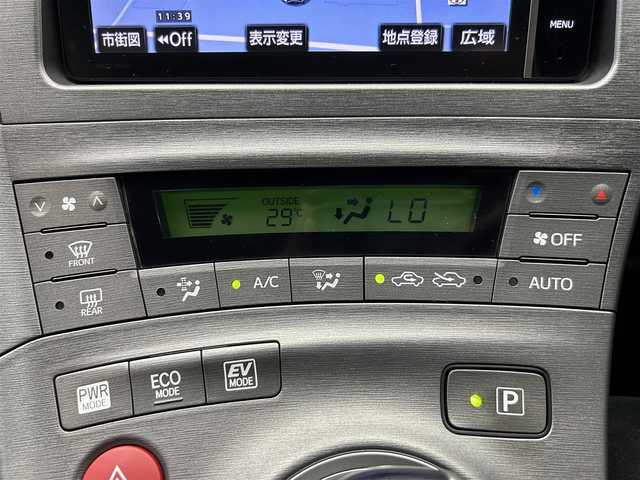 11:39
MENU
市街図 Off 表示変更 地点登録 広域
OUTSIDE
29℃ LO
OFF
FRONT
A/C AUTO
REAR
PWR MODE ECO MODE EV MODE
P